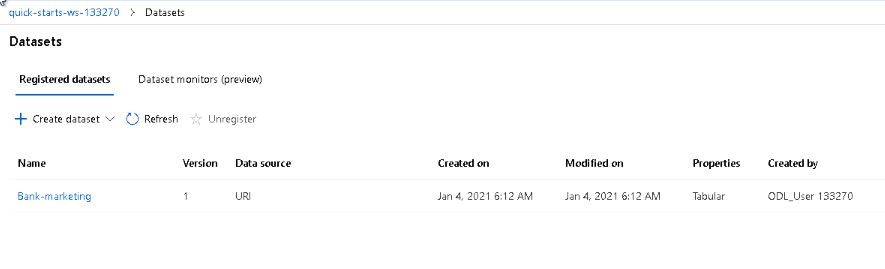 quick-starts-ws-133270 > Datasets
Datasets
Registered datasets Dataset monitors (preview)
Create dataset Refresh Unregister
Name Version Data source Created on Modified on Properties Created by
Bank-marketing 1 URI Jan 4, 2021 6:12 AM Jan 4, 2021 6:12 AM Tabular ODL_User 133270